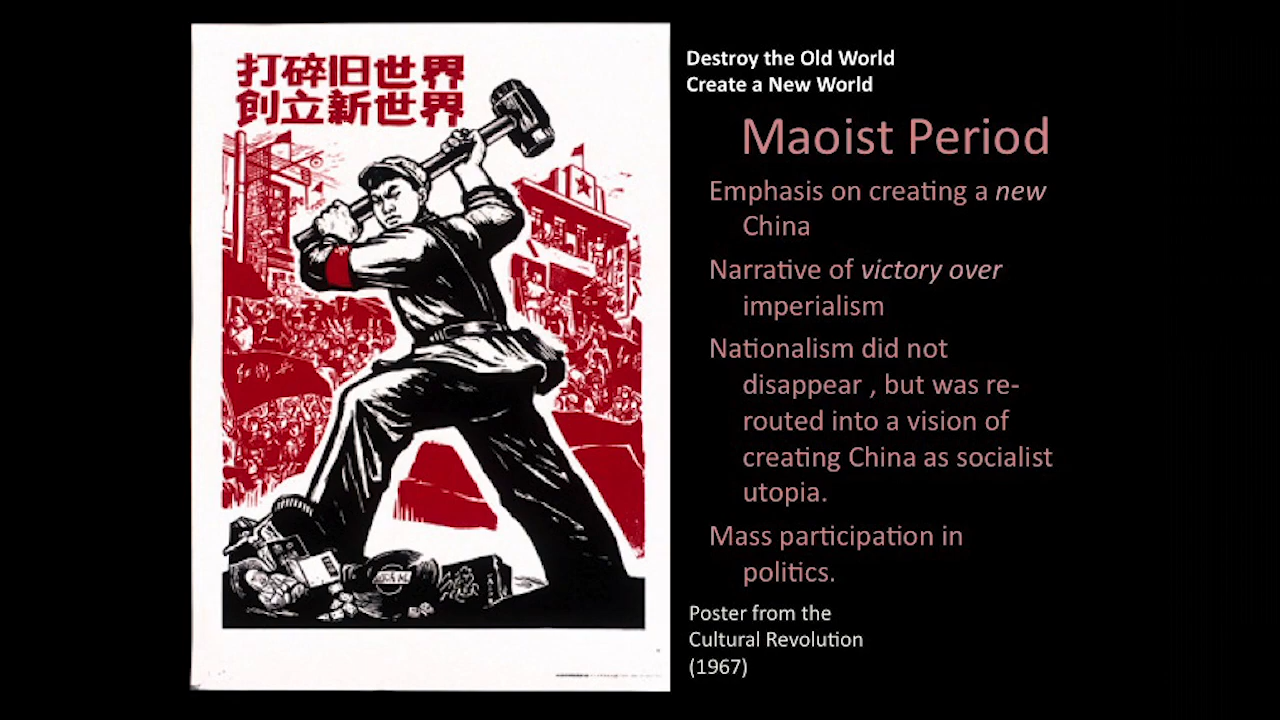 打碎旧世界
創立新世界
Destroy the Old World
Create a New World
Maoist Period
Emphasis on creating a new
China
Narrative of victory over
imperialism
Nationalism did not
disappear , but was re-
routed into a vision of
creating China as socialist
utopia.
Mass participation in
politics.
Poster from the
Cultural Revolution
(1967)